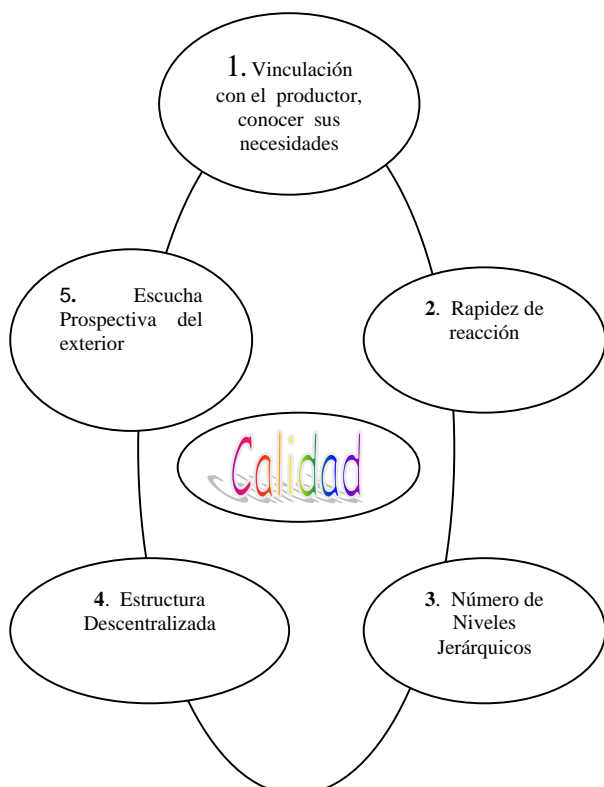 1. Vinculación
con el productor,
conocer sus
necesidades
2. Rapidez de
reacción
3. Número de
Niveles
Jerárquicos
4. Estructura
Descentralizada
5. Escucha
Prospectiva del
exterior
Calidad